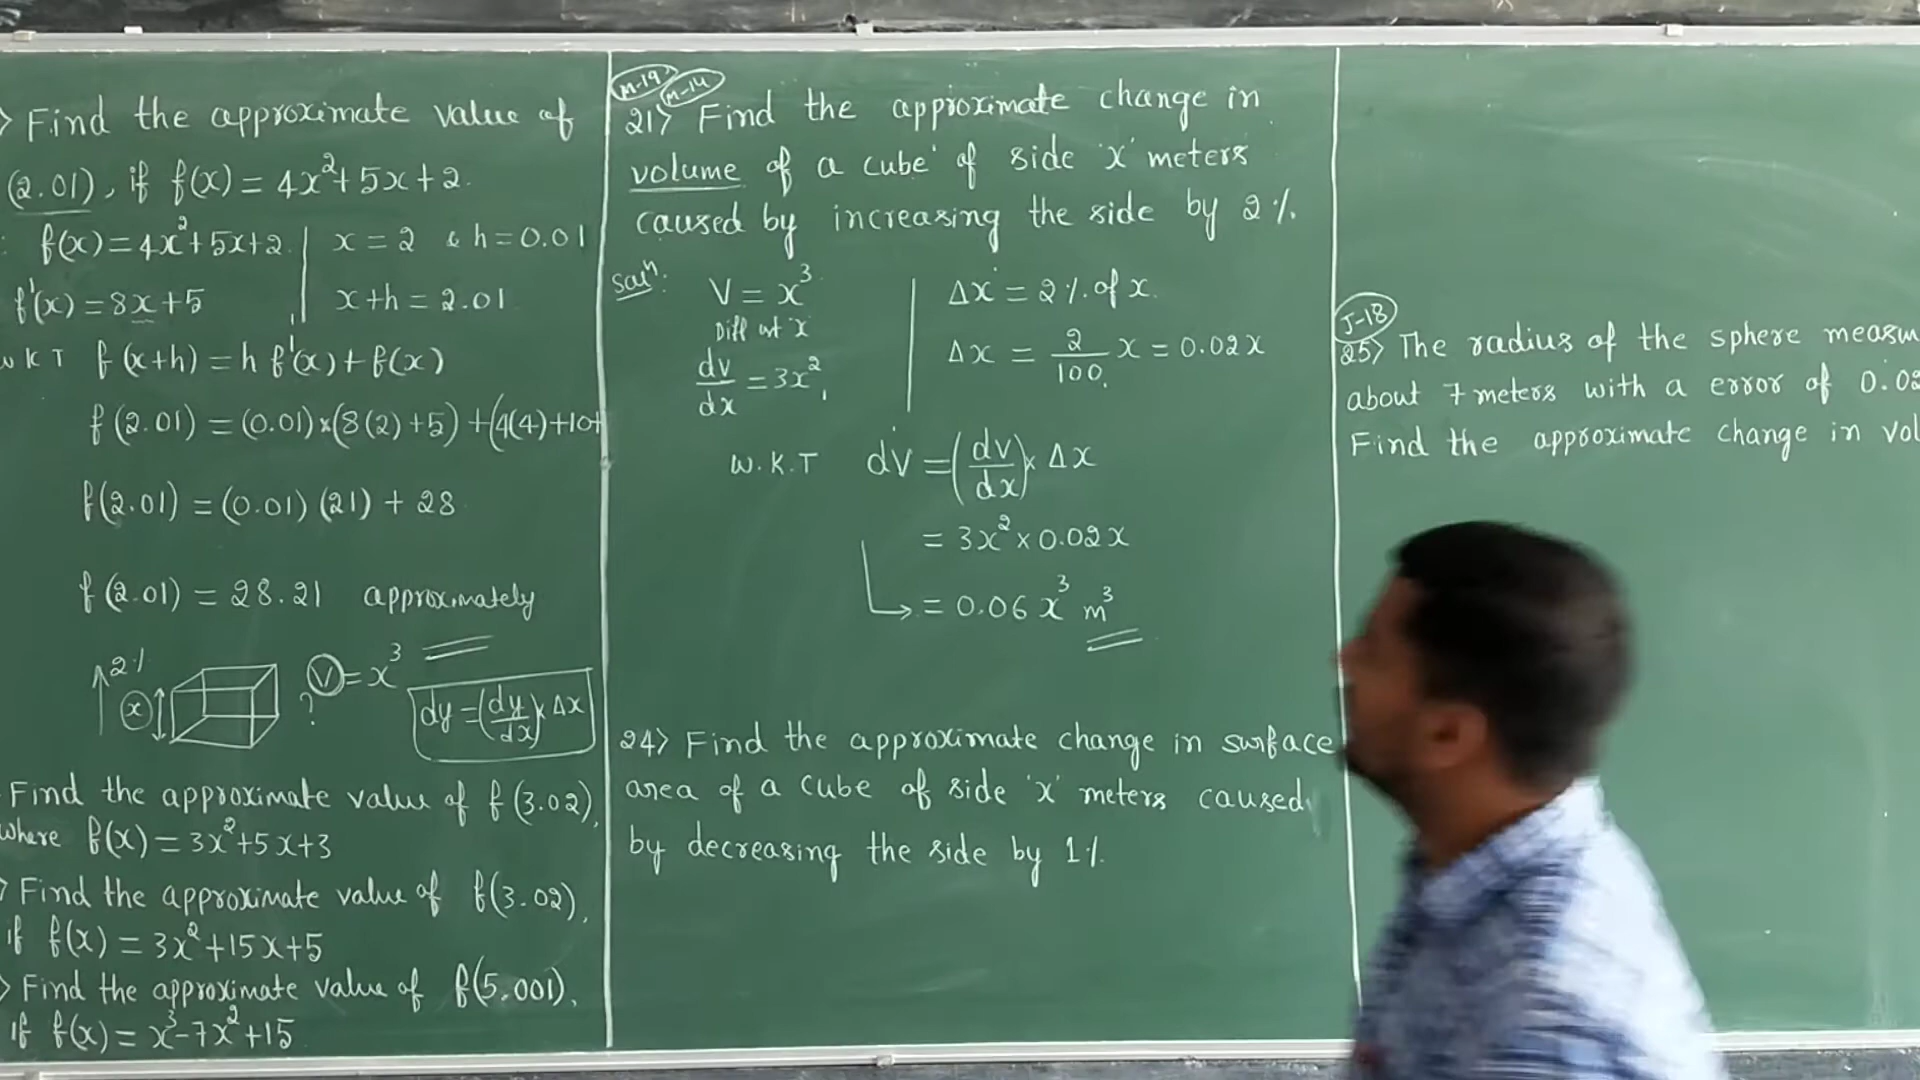 > Find the approximate value of
(2.01), if f(x) = 4x²+5x+2.
: f(x) = 4x²+5x+2 | x = 2 & h = 0.01
f'(x) = 8x+5 | x+h = 2.01
W K T f(x+h) = h f'(x) + f(x)
f(2.01) = (0.01)×(8(2)+5) + (4(4)+10+
f(2.01) = (0.01) (21) + 28
f(2.01) = 28.21 approximately
2% x V = x³ ? dy = (dy/dx) × Δx
Find the approximate value of f(3.02),
Where f(x) = 3x²+5x+3
> Find the approximate value of f(3.02),
if f(x) = 3x²+15x+5
> Find the approximate value of f(5.001),
if f(x) = x³-7x²+15
M-19 M-14
21> Find the approximate change in
volume of a cube of side 'x' meters
caused by increasing the side by 2%.
Solⁿ: V = x³ | Δx = 2% of x.
Diff wrt x
dv/dx = 3x² | Δx = 2/100 x = 0.02x
W.K.T dV = (dv/dx) × Δx
= 3x² × 0.02x
= 0.06 x³ m³
24> Find the approximate change in surface
area of a cube of side 'x' meters caused
by decreasing the side by 1%.
J-18
25> The radius of the sphere measu
about 7 meters with a error of 0.02
Find the approximate change in vol